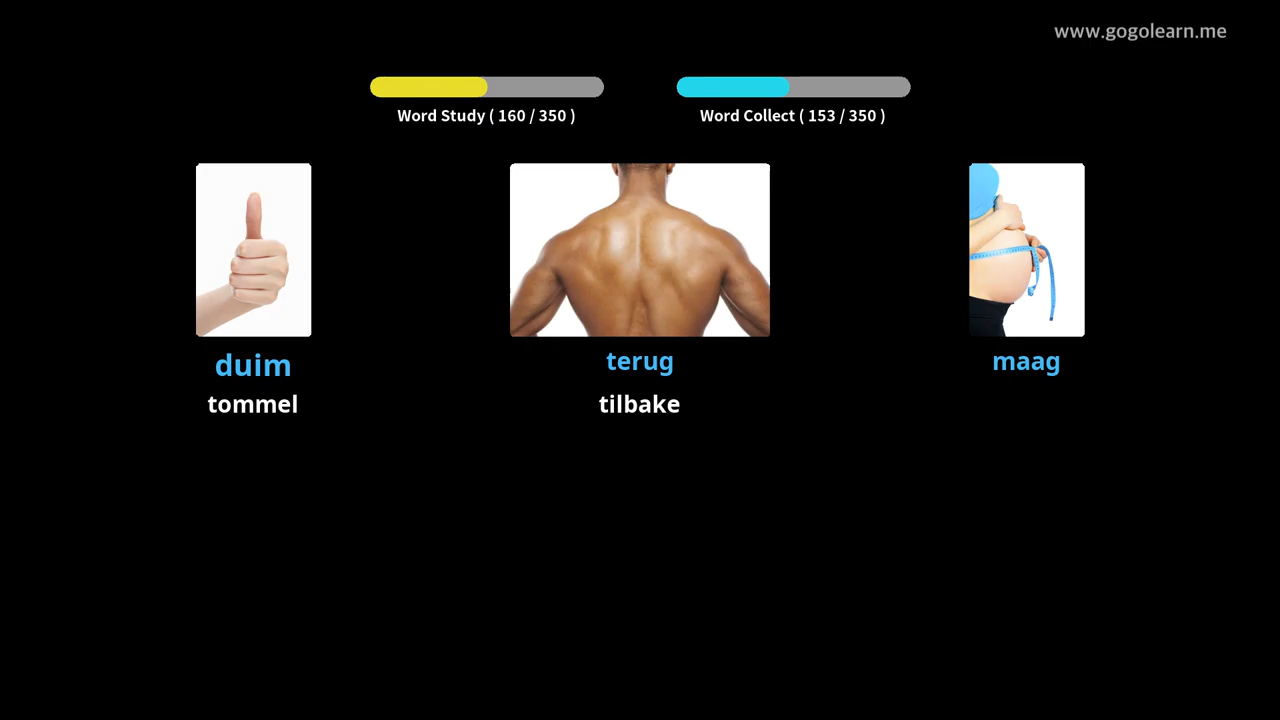 www.gogolearn.me
Word Study ( 160 / 350 )
Word Collect ( 153 / 350 )
duim
terug
maag
tommel
tilbake